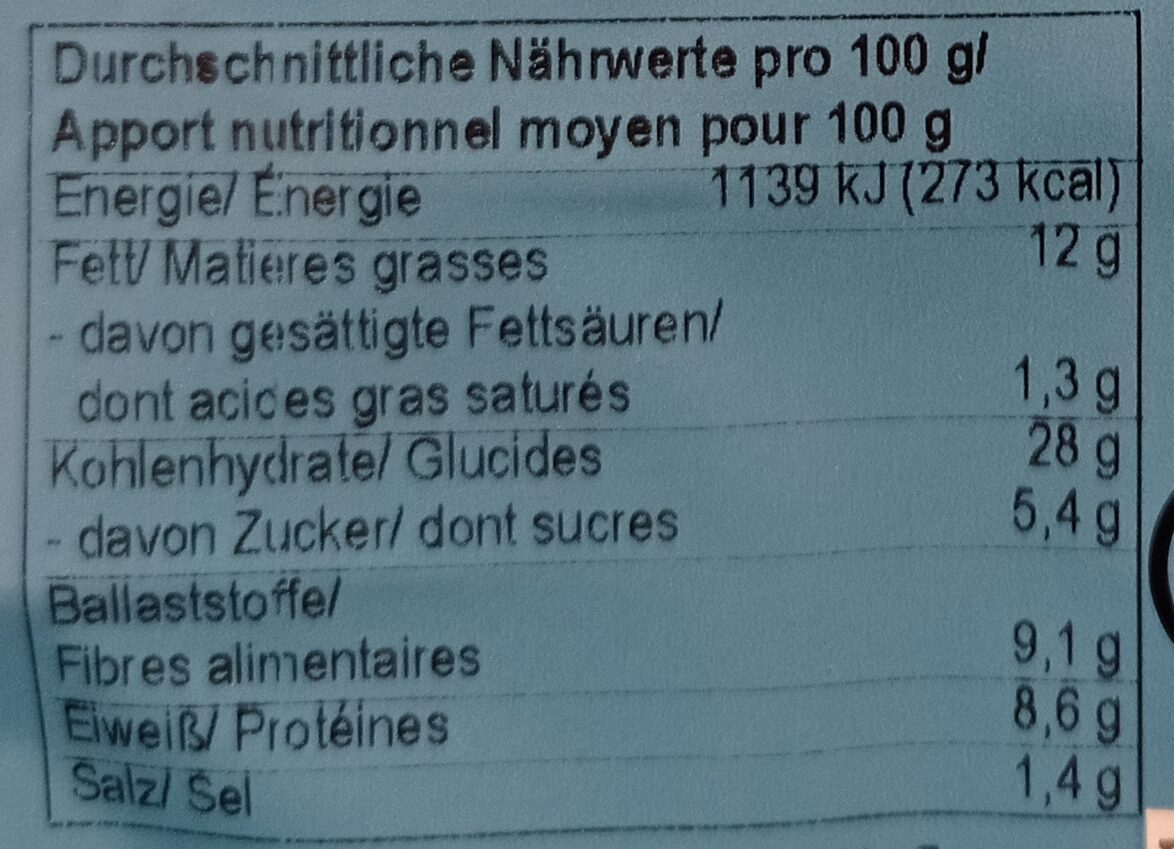 Durchschnittliche Nährwerte pro 100 g/
Apport nutritionnel moyen pour 100 g
Energie/ Énergie 1139 kJ (273 kcal)
Fett/ Matières grasses 12 g
- davon gesättigte Fettsäuren/
dont acides gras saturés 1,3 g
Kohlenhydrate/ Glucides 28 g
- davon Zucker/ dont sucres 5,4 g
Ballaststoffe/
Fibres alimentaires 9,1 g
Eiweiß/ Protéines 8,6 g
Salz/ Sel 1,4 g